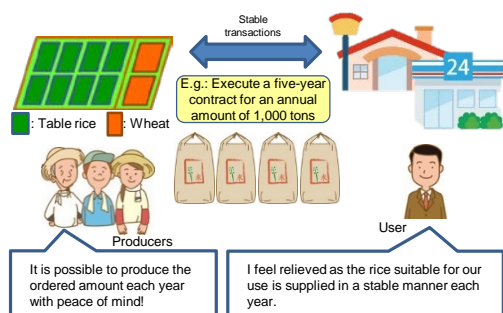 Stable
transactions
24
E.g.: Execute a five-year
contract for an annual
amount of 1,000 tons
: Table rice
: Wheat
Producers
User
It is possible to produce the
ordered amount each year
with peace of mind!
I feel relieved as the rice suitable for our
use is supplied in a stable manner each
year.